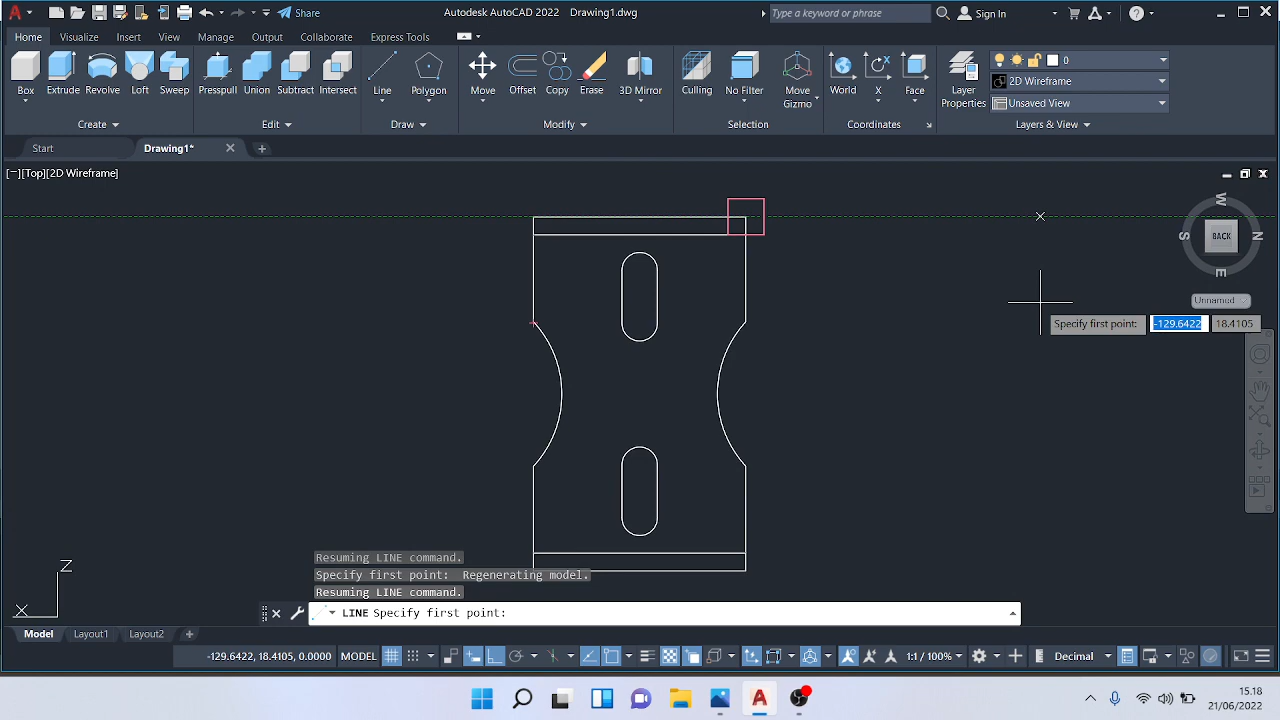 A Share Autodesk AutoCAD 2022 Drawing1.dwg Type a keyword or phrase Sign In
Home Visualize Insert View Manage Output Collaborate Express Tools
Box Extrude Revolve Loft Sweep Presspull Union Subtract Intersect Line Polygon Move Offset Copy Erase 3D Mirror Culling No Filter Move Gizmo World X Face Layer Properties
0
2D Wireframe
Unsaved View
Create Edit Draw Modify Selection Coordinates Layers & View
Start Drawing1*
[−][Top][2D Wireframe]
W
S BACK N
E
Unnamed
Specify first point: -129.6422 18.4105
Resuming LINE command.
Specify first point: Regenerating model.
Resuming LINE command.
LINE Specify first point:
Z
X
Model Layout1 Layout2
-129.6422, 18.4105, 0.0000 MODEL 1:1 / 100% Decimal
A
15.18
21/06/2022